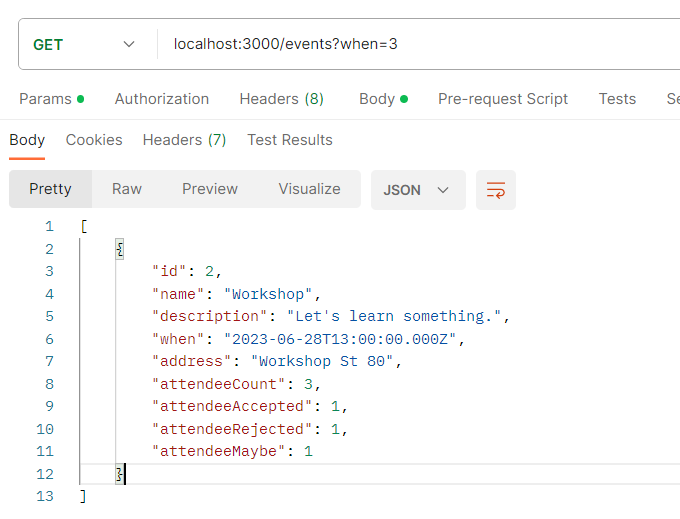 GET localhost:3000/events?when=3
Params Authorization Headers (8) Body Pre-request Script Tests Se
Body Cookies Headers (7) Test Results
Pretty Raw Preview Visualize JSON
1 [
2 {
3 "id": 2,
4 "name": "Workshop",
5 "description": "Let's learn something.",
6 "when": "2023-06-28T13:00:00.000Z",
7 "address": "Workshop St 80",
8 "attendeeCount": 3,
9 "attendeeAccepted": 1,
10 "attendeeRejected": 1,
11 "attendeeMaybe": 1
12 }
13 ]